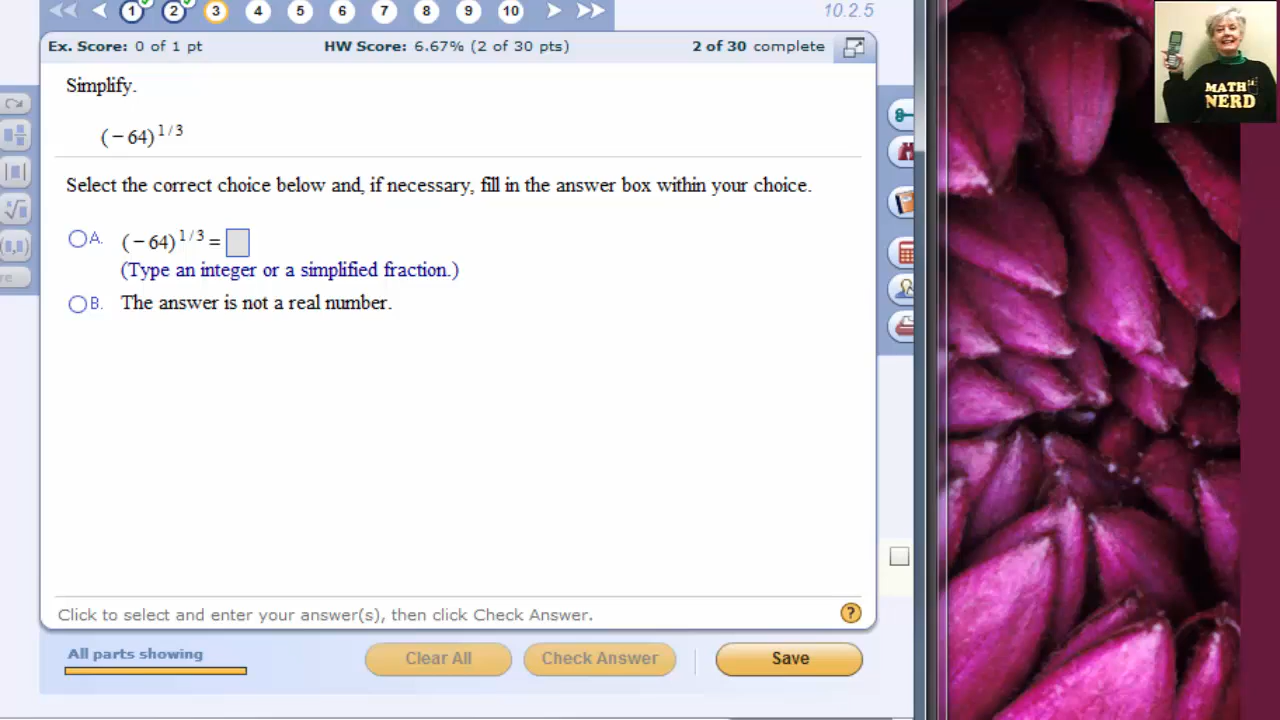 1 2 3 4 5 6 7 8 9 10
10.2.5
Ex. Score: 0 of 1 pt HW Score: 6.67% (2 of 30 pts) 2 of 30 complete
Simplify.
(−64)^1/3
Select the correct choice below and, if necessary, fill in the answer box within your choice.
A. (−64)^1/3 =
(Type an integer or a simplified fraction.)
B. The answer is not a real number.
Click to select and enter your answer(s), then click Check Answer.
?
All parts showing
Clear All Check Answer Save
MATH
NERD